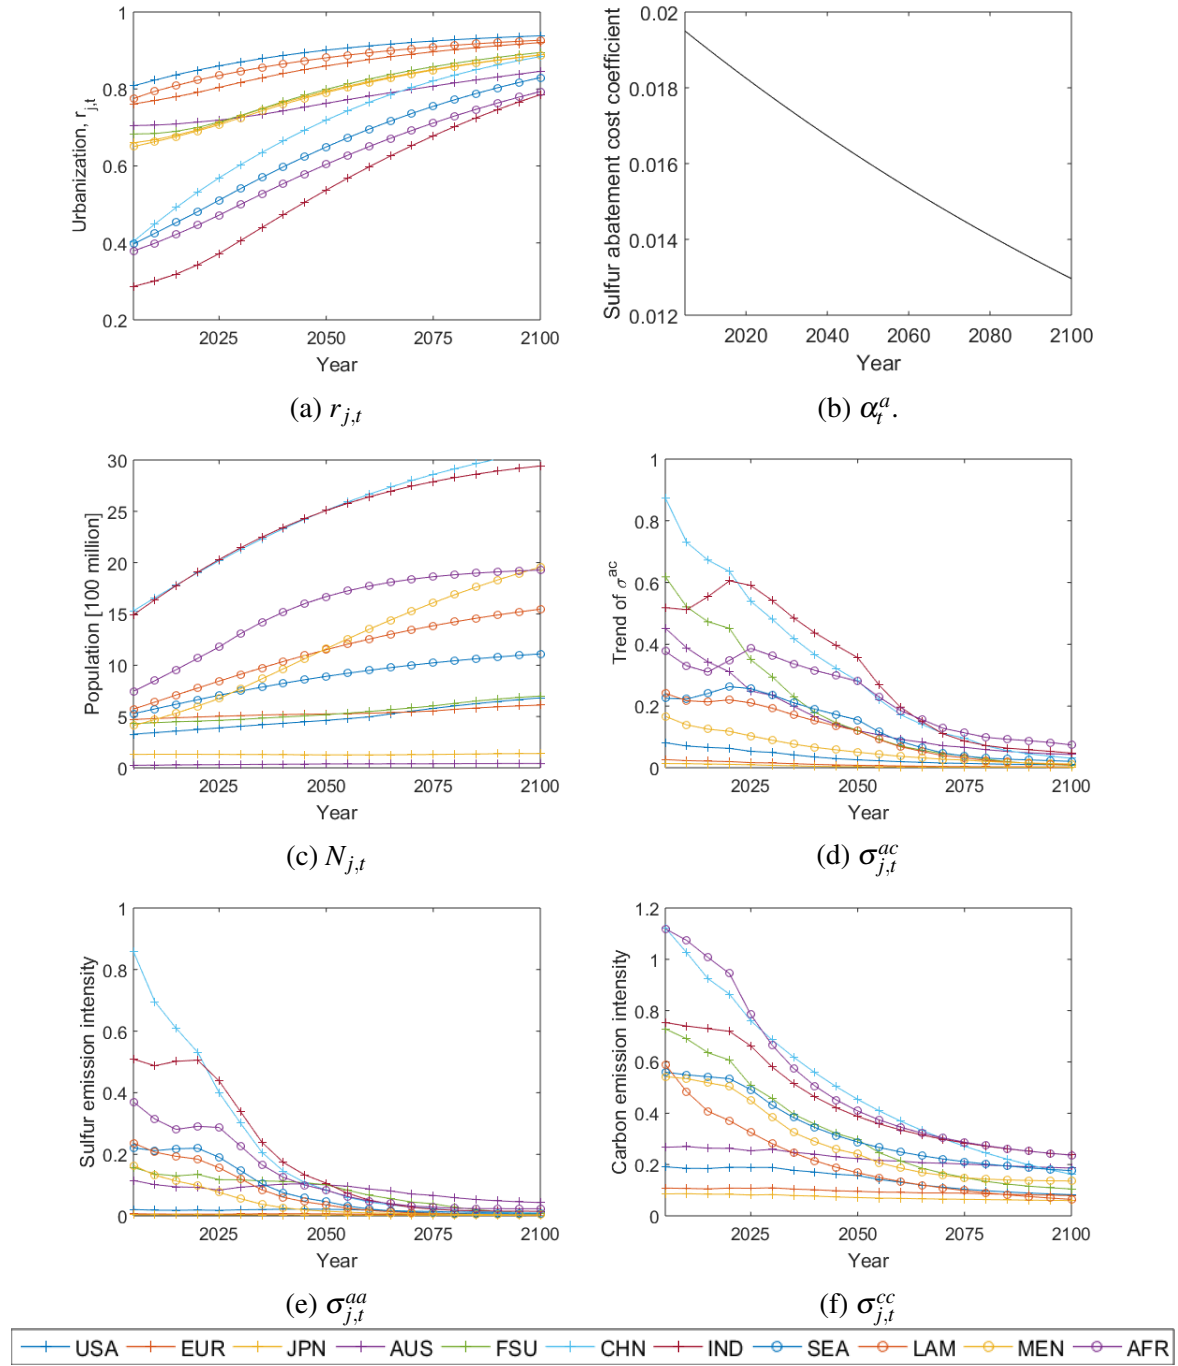 1
0.8
0.6
0.4
0.2
Urbanization, r_{j,t}
2025 2050 2075 2100
Year
(a) r_{j,t}
0.02
0.018
0.016
0.014
0.012
Sulfur abatement cost coefficient
2020 2040 2060 2080 2100
Year
(b) α_t^a.
30
25
20
15
10
5
0
Population [100 million]
2025 2050 2075 2100
Year
(c) N_{j,t}
1
0.8
0.6
0.4
0.2
0
Trend of σ^{ac}
2025 2050 2075 2100
Year
(d) σ_{j,t}^{ac}
1
0.8
0.6
0.4
0.2
0
Sulfur emission intensity
2025 2050 2075 2100
Year
(e) σ_{j,t}^{aa}
1.2
1
0.8
0.6
0.4
0.2
0
Carbon emission intensity
2025 2050 2075 2100
Year
(f) σ_{j,t}^{cc}
USA EUR JPN AUS FSU CHN IND SEA LAM MEN AFR